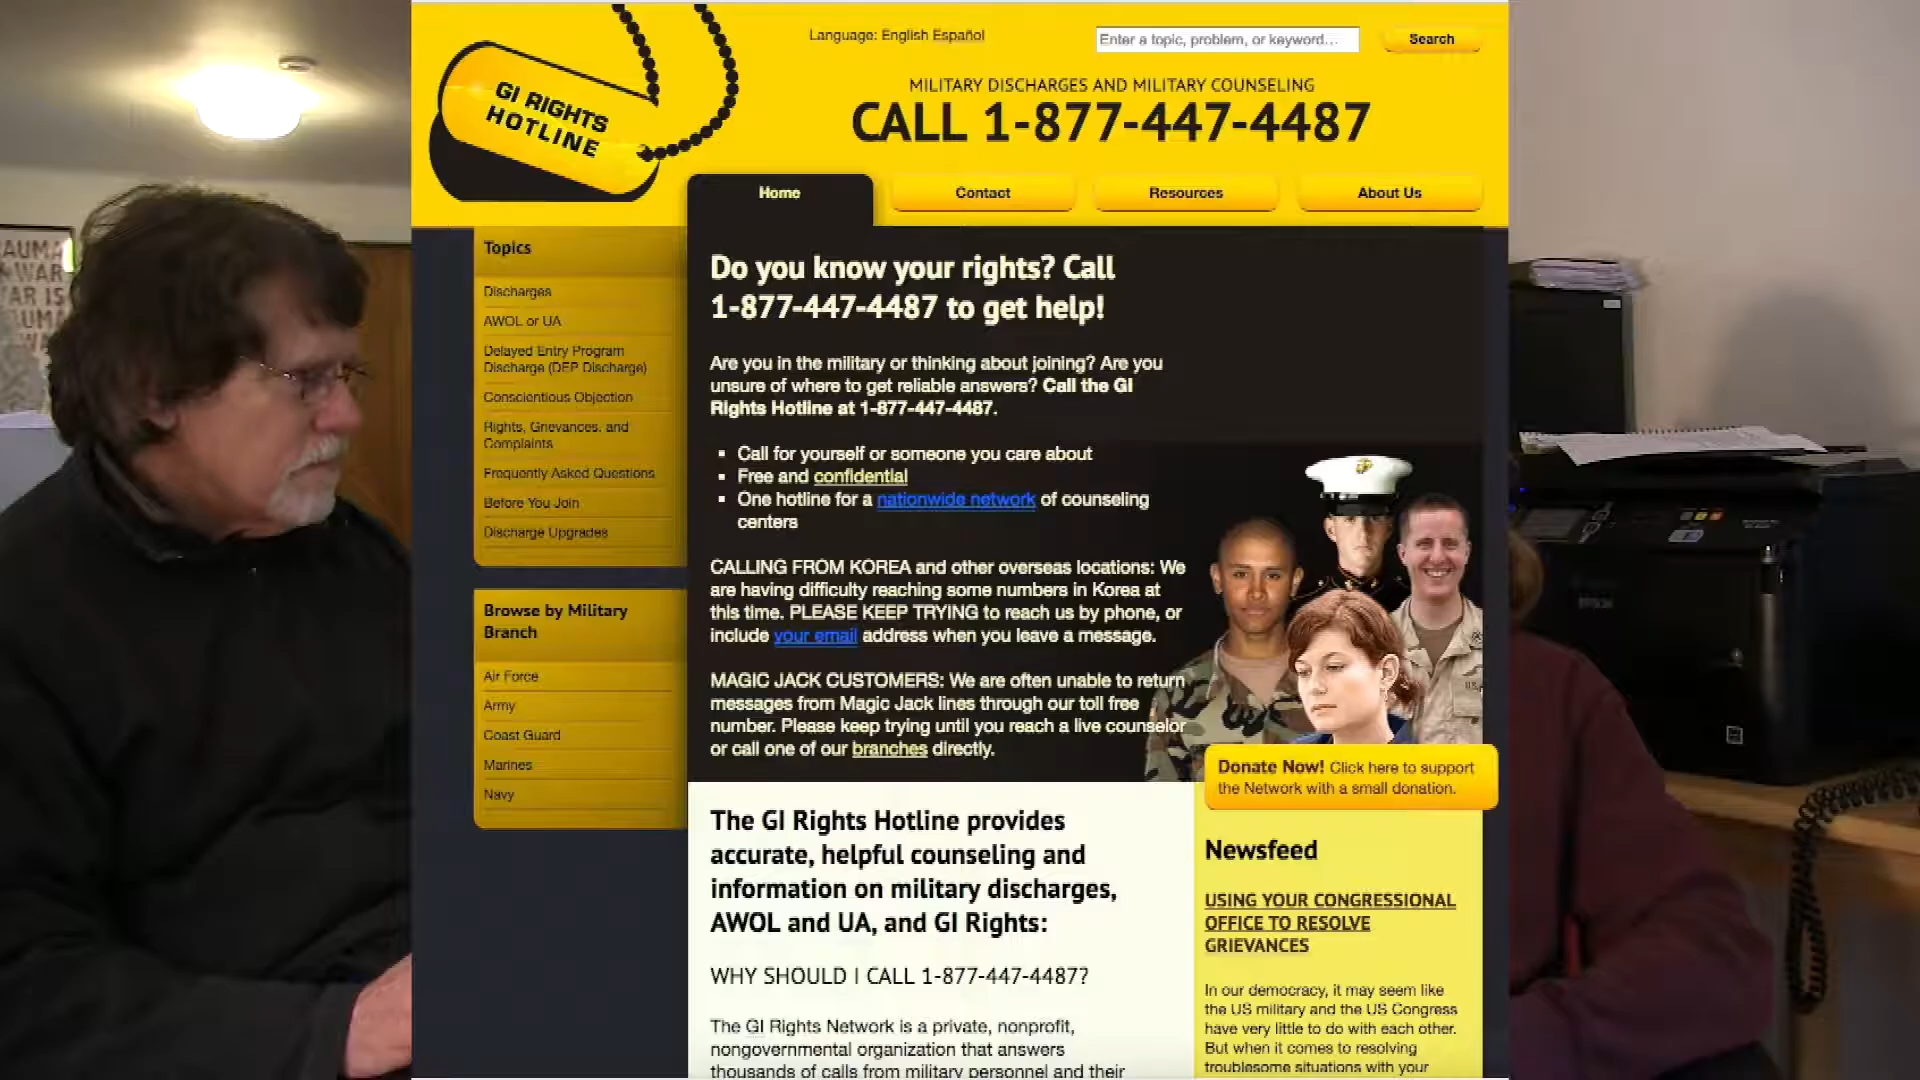 Language: English Español
Enter a topic, problem, or keyword...
Search
GI RIGHTS
HOTLINE
MILITARY DISCHARGES AND MILITARY COUNSELING
CALL 1-877-447-4487
Home
Contact
Resources
About Us
Topics
Discharges
AWOL or UA
Delayed Entry Program
Discharge (DEP Discharge)
Conscientious Objection
Rights, Grievances, and
Complaints
Frequently Asked Questions
Before You Join
Discharge Upgrades
Browse by Military
Branch
Air Force
Army
Coast Guard
Marines
Navy
Do you know your rights? Call
1-877-447-4487 to get help!
Are you in the military or thinking about joining? Are you
unsure of where to get reliable answers? Call the GI
Rights Hotline at 1-877-447-4487.
Call for yourself or someone you care about
Free and confidential
One hotline for a nationwide network of counseling
centers
CALLING FROM KOREA and other overseas locations: We
are having difficulty reaching some numbers in Korea at
this time. PLEASE KEEP TRYING to reach us by phone, or
include your email address when you leave a message.
MAGIC JACK CUSTOMERS: We are often unable to return
messages from Magic Jack lines through our toll free
number. Please keep trying until you reach a live counselor
or call one of our branches directly.
Donate Now! Click here to support
the Network with a small donation.
The GI Rights Hotline provides
accurate, helpful counseling and
information on military discharges,
AWOL and UA, and GI Rights:
WHY SHOULD I CALL 1-877-447-4487?
The GI Rights Network is a private, nonprofit,
nongovernmental organization that answers
thousands of calls from military personnel and their
Newsfeed
USING YOUR CONGRESSIONAL
OFFICE TO RESOLVE
GRIEVANCES
In our democracy, it may seem like
the US military and the US Congress
have very little to do with each other.
But when it comes to resolving
troublesome situations with your
AUMA
WAR
AR IS
UMA
WA